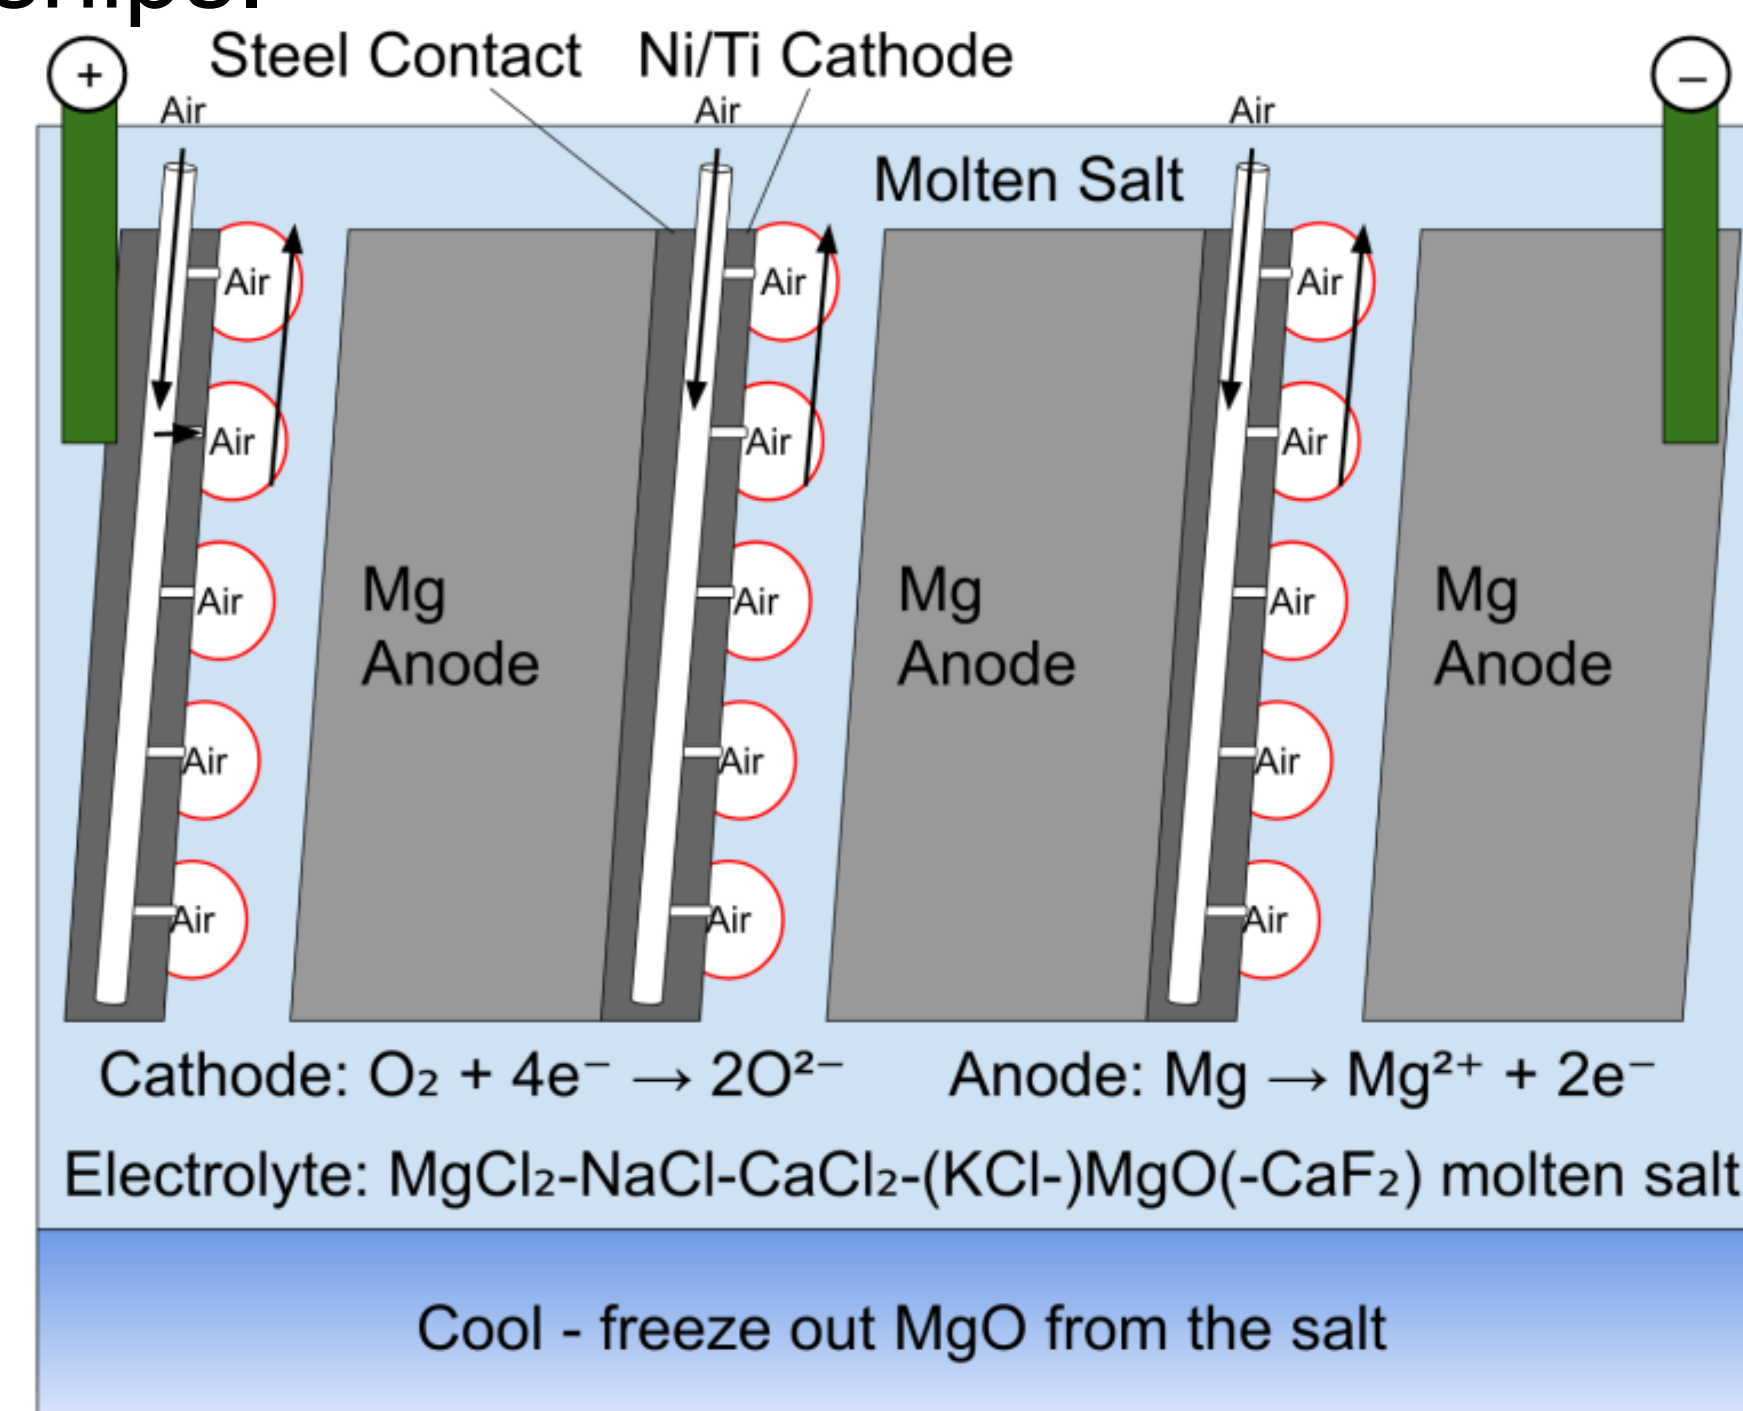 Steel Contact Ni/Ti Cathode
+
–
Air Air Air
Molten Salt
Air Air Air
Air Air Air
Mg Anode
Mg Anode
Mg Anode
Air Air Air
Air Air Air
Air Air Air
Cathode: O₂ + 4e⁻ → 2O²⁻ Anode: Mg → Mg²⁺ + 2e⁻
Electrolyte: MgCl₂-NaCl-CaCl₂-(KCl-)MgO(-CaF₂) molten salt
Cool - freeze out MgO from the salt